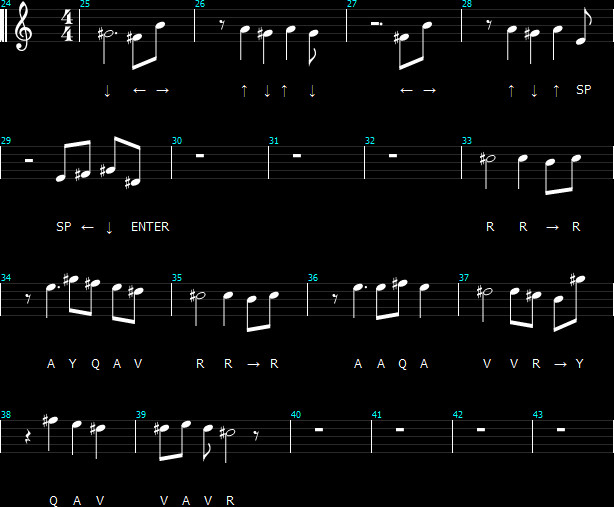 24 25 26 27 28
4
4
↓ ← → ↑ ↓ ↑ ↓ ← → ↑ ↓ ↑ SP
29 30 31 32 33
SP ← ↓ ENTER R R → R
34 35 36 37
A Y Q A V R R → R A A Q A V V R → Y
38 39 40 41 42 43
Q A V V A V R